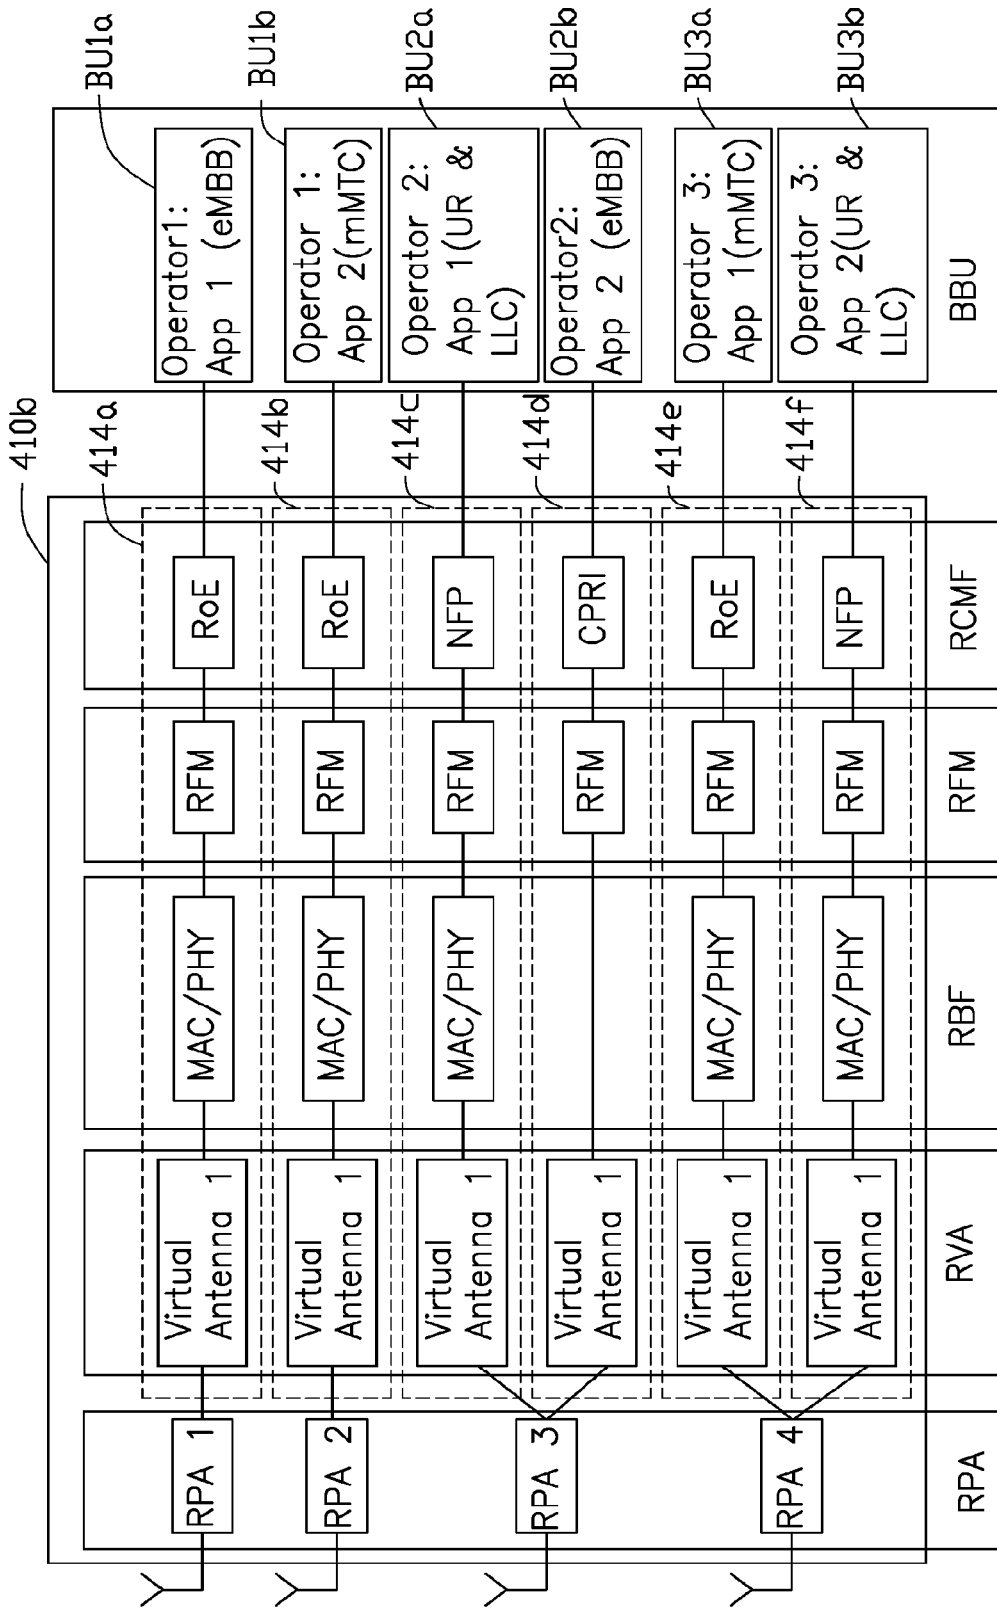 410b
414a
RPA 1
Virtual
Antenna 1
MAC/PHY
RFM
RoE
Operator1:
App 1 (eMBB)
BU1a
414b
RPA 2
Virtual
Antenna 1
MAC/PHY
RFM
RoE
Operator 1:
App 2(mMTC)
BU1b
414c
RPA 3
Virtual
Antenna 1
MAC/PHY
RFM
NFP
Operator 2:
App 1(UR &
LLC)
BU2a
414d
Virtual
Antenna 1
RFM
CPRI
Operator2:
App 2 (eMBB)
BU2b
414e
RPA 4
Virtual
Antenna 1
MAC/PHY
RFM
RoE
Operator 3:
App 1(mMTC)
BU3a
414f
Virtual
Antenna 1
MAC/PHY
RFM
NFP
Operator 3:
App 2(UR &
LLC)
BU3b
RPA
RVA
RBF
RFM
RCMF
BBU